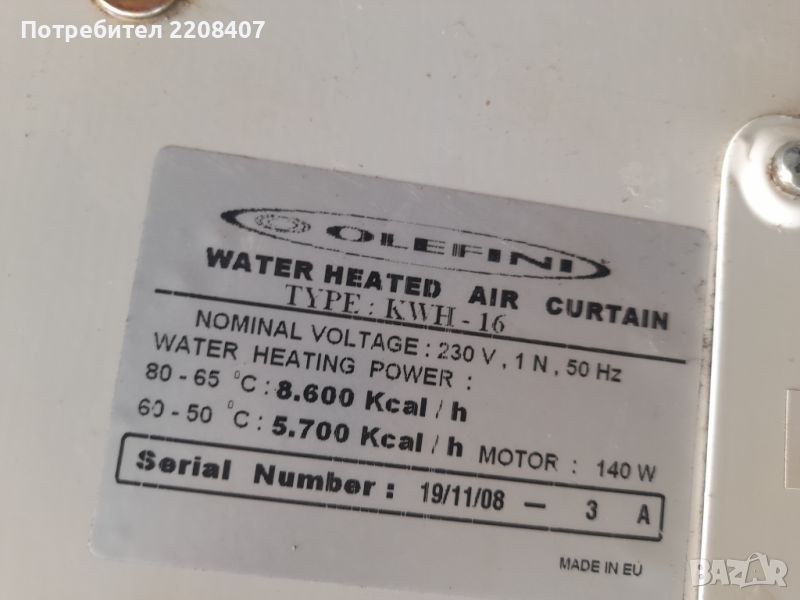 Потребител 2208407
OLEFINI
WATER HEATED AIR CURTAIN
TYPE : KWH - 16
NOMINAL VOLTAGE : 230 V , 1 N , 50 Hz
WATER HEATING POWER :
80 - 65 °C : 8.600 Kcal / h
60 - 50 °C : 5.700 Kcal / h MOTOR : 140 W
Serial Number : 19/11/08 – 3 A
MADE IN EU
BAZAR